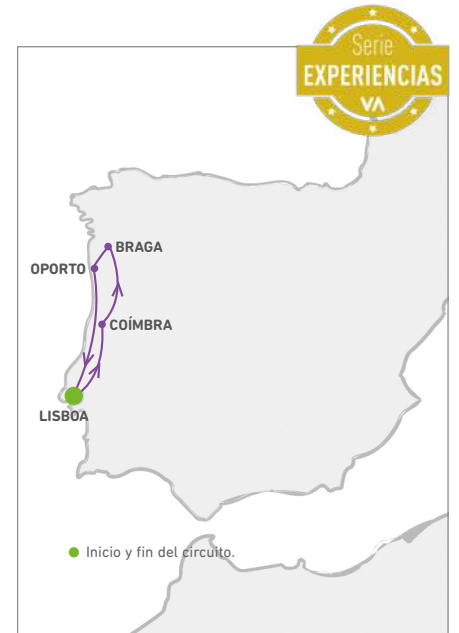 Serie
EXPERIENCIAS
VA
BRAGA
OPORTO
COÍMBRA
LISBOA
Inicio y fin del circuito.